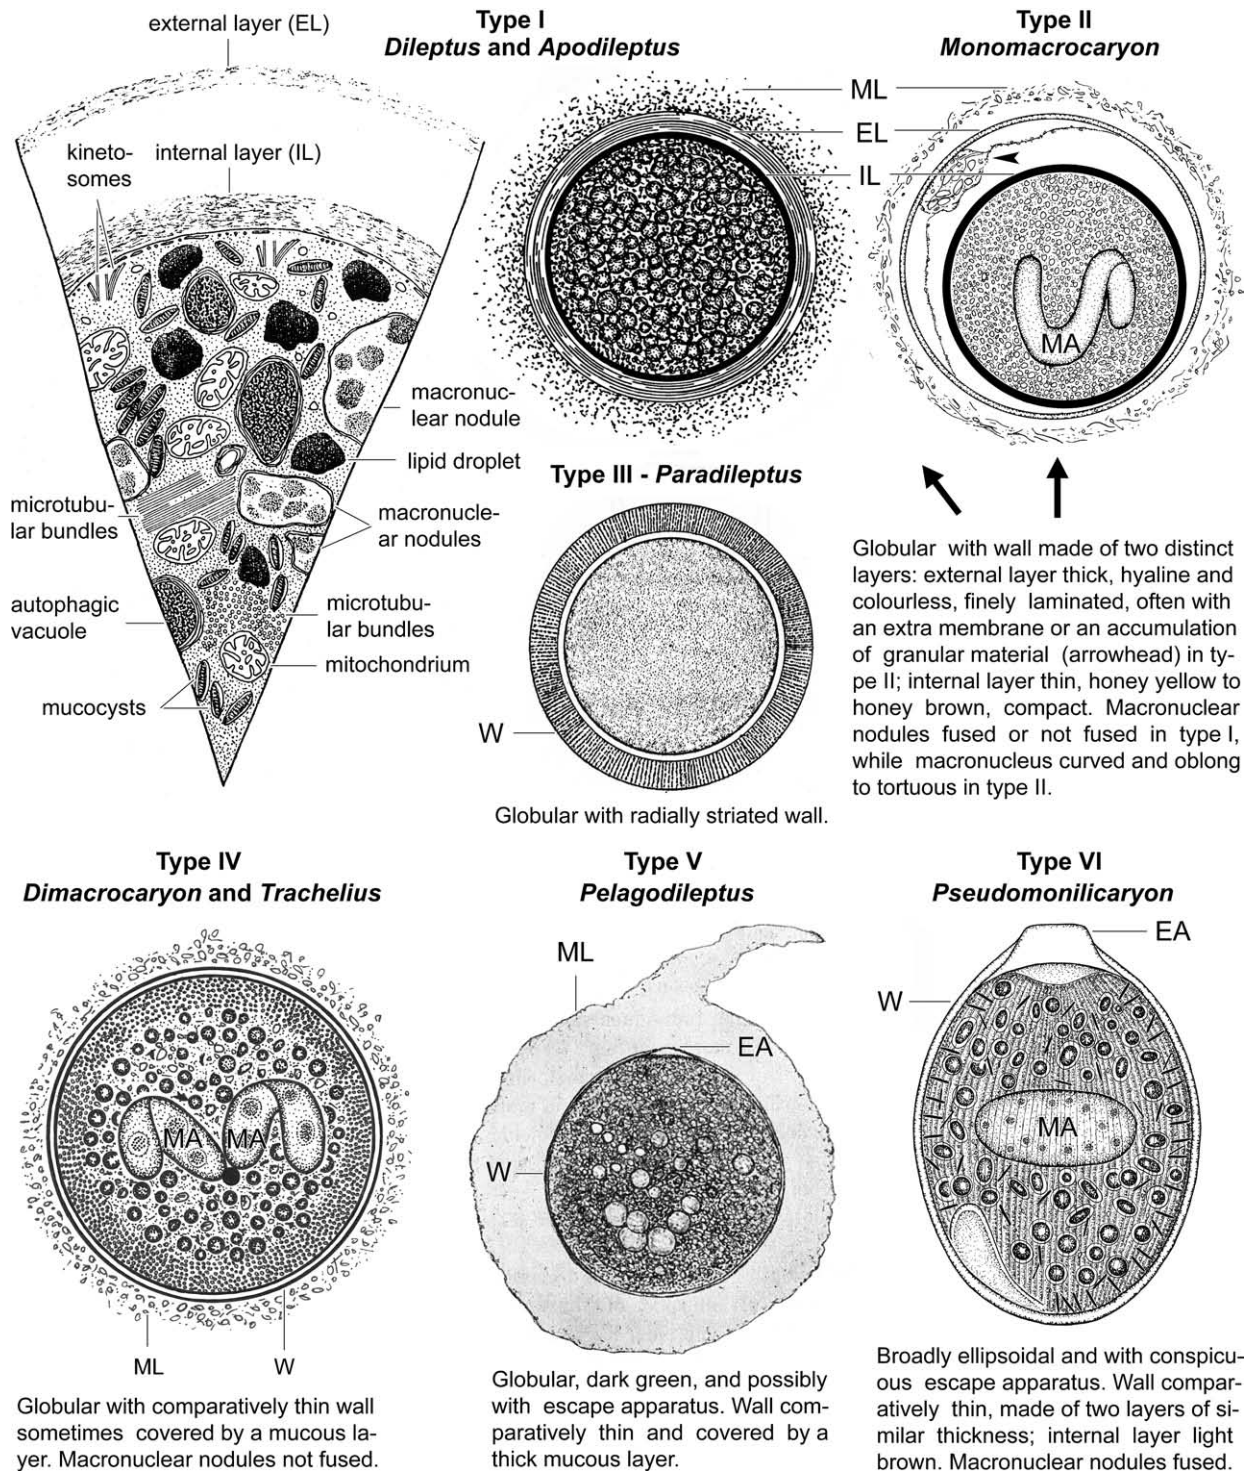 external layer (EL)
Type I
Dileptus and Apodileptus
Type II
Monomacrocaryon
ML
EL
IL
kineto-
somes
internal layer (IL)
MA
macronuc-
lear nodule
lipid droplet
microtubu-
lar bundles
macronucle-
ar nodules
autophagic
vacuole
microtubu-
lar bundles
mitochondrium
mucocysts
Type III - Paradileptus
W
Globular with radially striated wall.
Globular with wall made of two distinct
layers: external layer thick, hyaline and
colourless, finely laminated, often with
an extra membrane or an accumulation
of granular material (arrowhead) in ty-
pe II; internal layer thin, honey yellow to
honey brown, compact. Macronuclear
nodules fused or not fused in type I,
while macronucleus curved and oblong
to tortuous in type II.
Type IV
Dimacrocaryon and Trachelius
MA
MA
ML
W
Globular with comparatively thin wall
sometimes covered by a mucous la-
yer. Macronuclear nodules not fused.
Type V
Pelagodileptus
ML
EA
W
Globular, dark green, and possibly
with escape apparatus. Wall com-
paratively thin and covered by a
thick mucous layer.
Type VI
Pseudomonilicaryon
EA
W
MA
Broadly ellipsoidal and with conspicu-
ous escape apparatus. Wall compar-
atively thin, made of two layers of si-
milar thickness; internal layer light
brown. Macronuclear nodules fused.